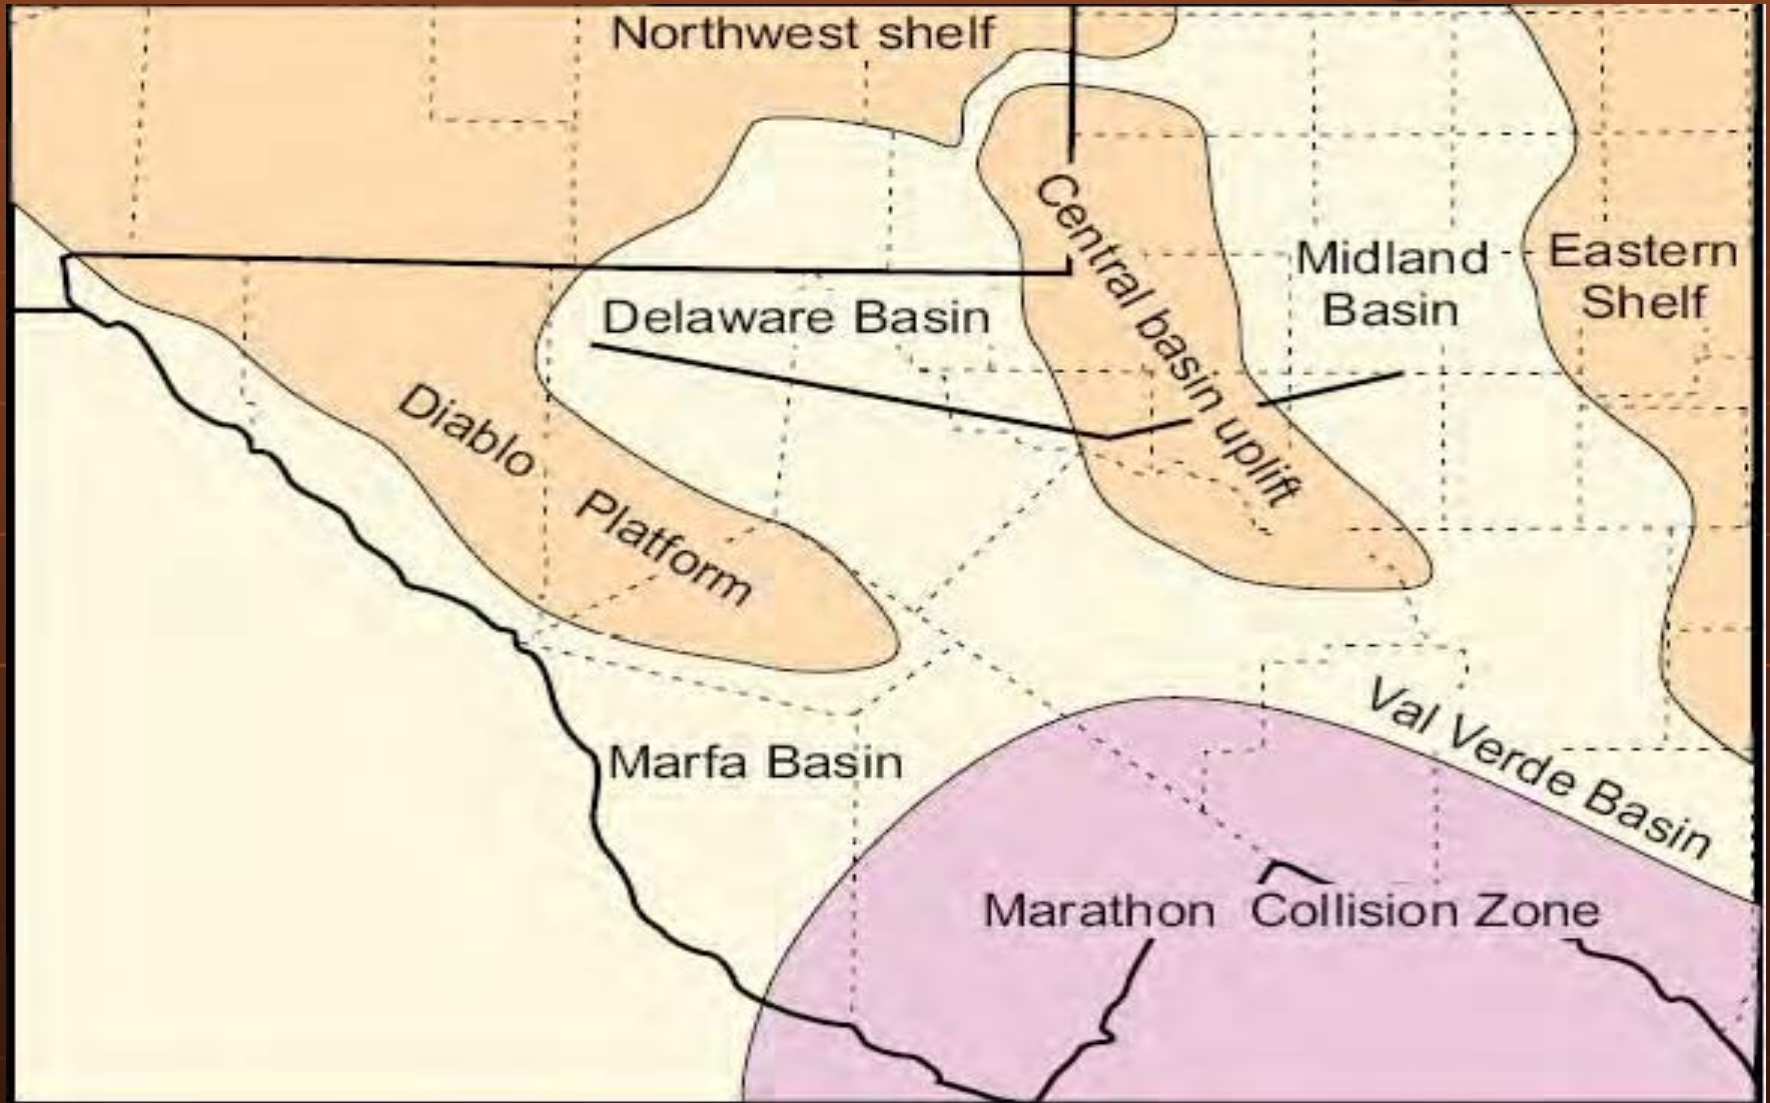 Northwest shelf
Central basin uplift
Midland
Basin
Eastern
Shelf
Delaware Basin
Diablo
Platform
Marfa Basin
Val Verde Basin
Marathon Collision Zone